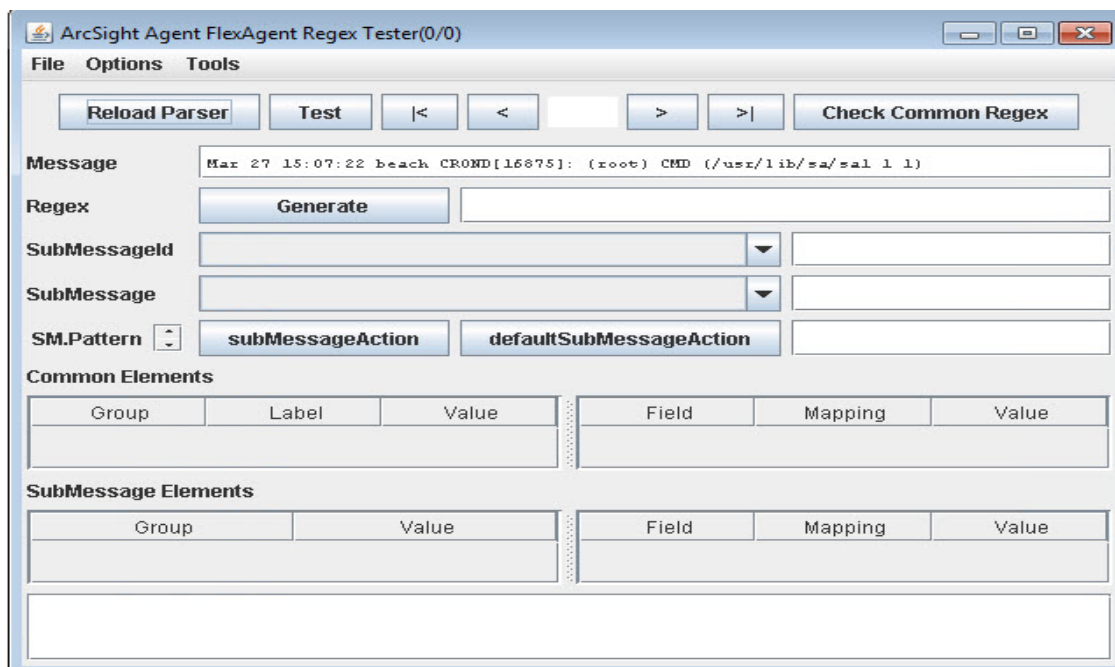 ArcSight Agent FlexAgent Regex Tester(0/0)
File Options Tools
Reload Parser Test |< < > >| Check Common Regex
Message Mar 27 15:07:22 beach CROND[16875]: (root) CMD (/usr/lib/sa/sa1 1 1)
Regex Generate
SubMessageId
SubMessage
SM.Pattern subMessageAction defaultSubMessageAction
Common Elements
Group Label Value Field Mapping Value
SubMessage Elements
Group Value Field Mapping Value